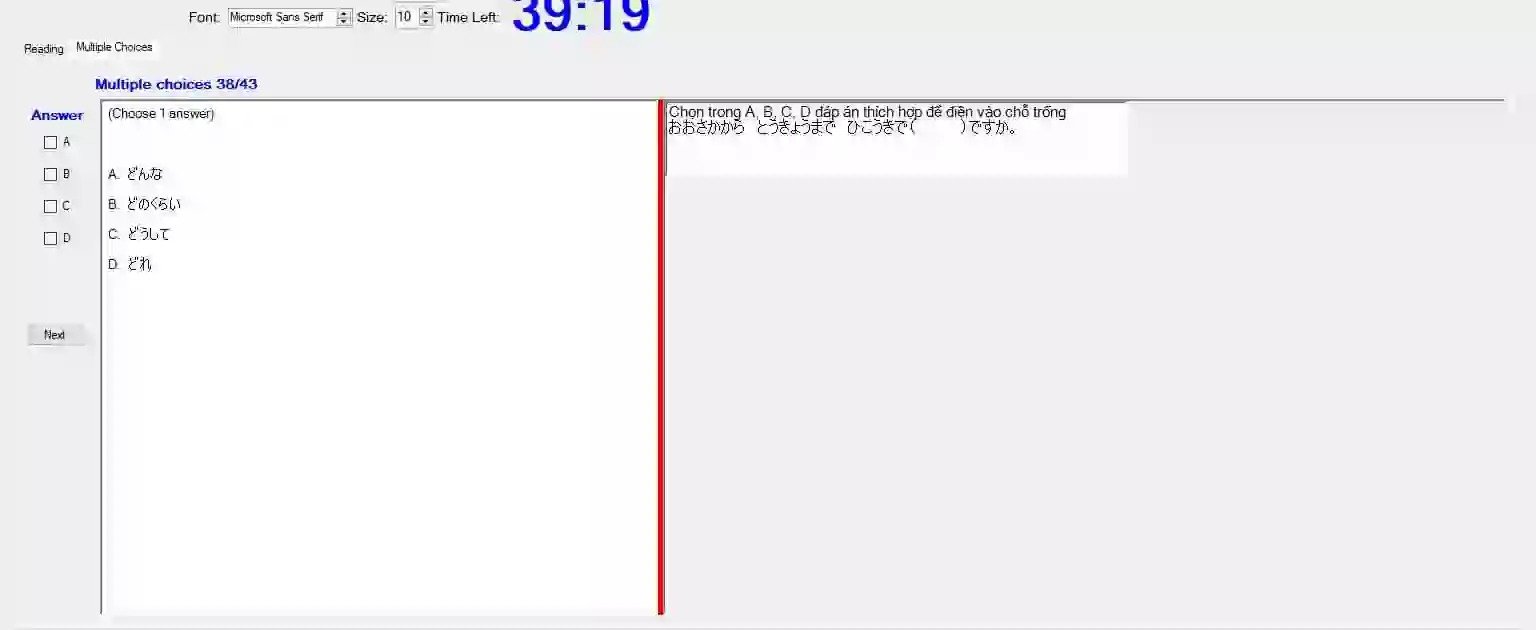 Font: Microsoft Sans Serif Size: 10 Time Left: 39:19
Reading Multiple Choices
Multiple choices 38/43
Answer
A
B
C
D
Next
(Choose 1 answer)
A. どんな
B. どのくらい
C. どうして
D. どれ
Chọn trong A, B, C, D đáp án thích hợp để điền vào chỗ trống
おおさかから とうきょうまで ひこうきで( )ですか。